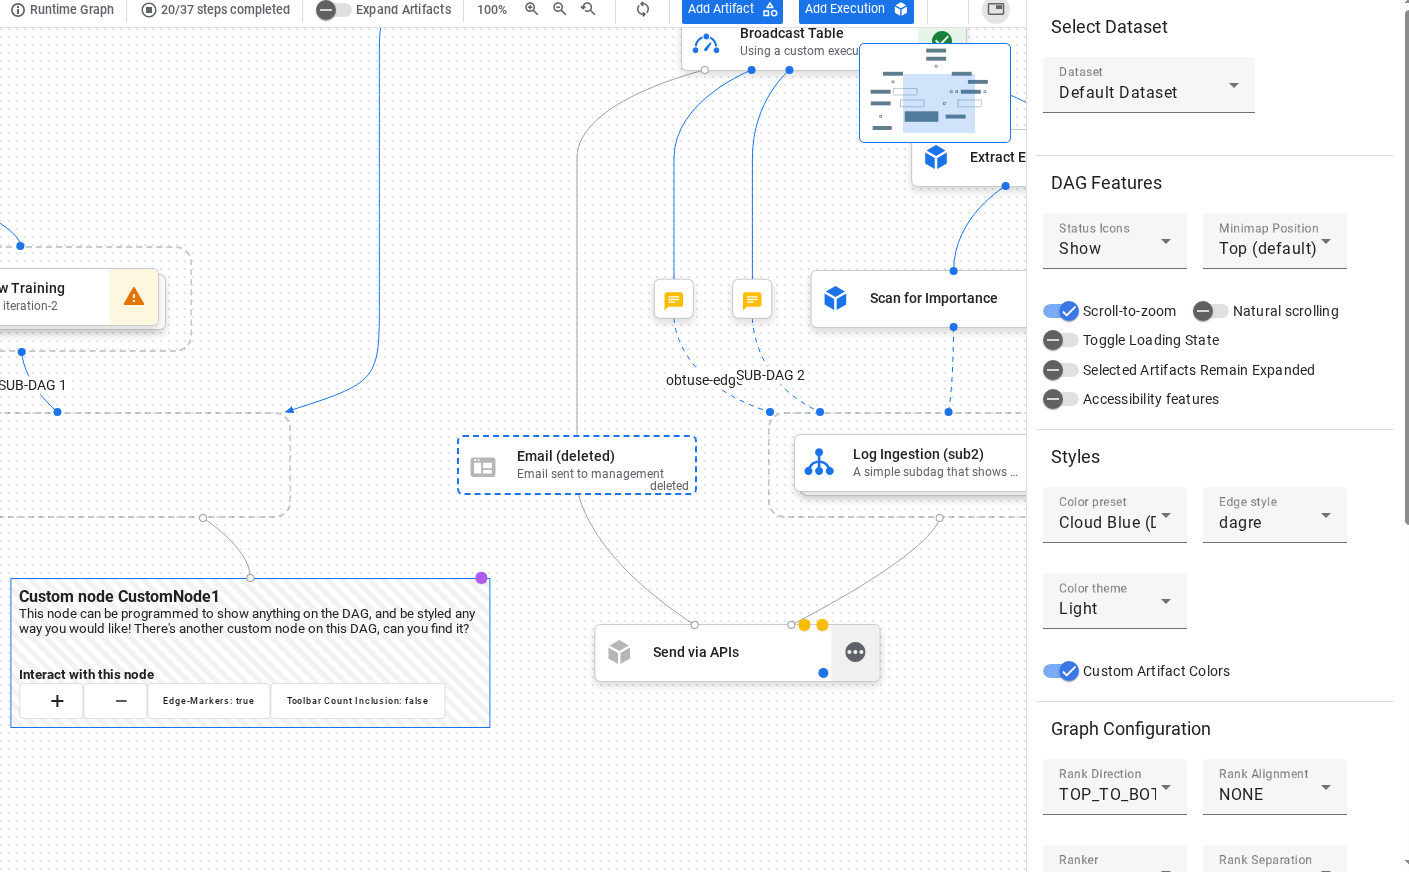 Runtime Graph
20/37 steps completed
Expand Artifacts
100%
Add Artifact
Add Execution
Broadcast Table
Using a custom execu
Extract E
w Training
iteration-2
Scan for Importance
SUB-DAG 1
obtuse-edg
SUB-DAG 2
Email (deleted)
Email sent to management
deleted
Log Ingestion (sub2)
A simple subdag that shows ...
Custom node CustomNode1
This node can be programmed to show anything on the DAG, and be styled any
way you would like! There's another custom node on this DAG, can you find it?
Interact with this node
Edge-Markers: true
Toolbar Count Inclusion: false
Send via APIs
Select Dataset
Dataset
Default Dataset
DAG Features
Status Icons
Show
Minimap Position
Top (default)
Scroll-to-zoom
Natural scrolling
Toggle Loading State
Selected Artifacts Remain Expanded
Accessibility features
Styles
Color preset
Cloud Blue (D
Edge style
dagre
Color theme
Light
Custom Artifact Colors
Graph Configuration
Rank Direction
TOP_TO_BOT
Rank Alignment
NONE
Ranker
Rank Separation